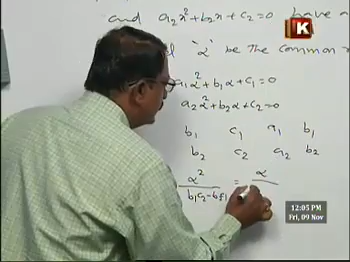 and a₂x²+b₂x+c₂=0 have a
K
'α' be the common
a₁α²+b₁α+c₁=0
a₂α²+b₂α+c₂=0
b₁ c₁ a₁ b₁
b₂ c₂ a₂ b₂
α² = α
b₁c₂-b₂c₁
12:05 PM
Fri, 09 Nov